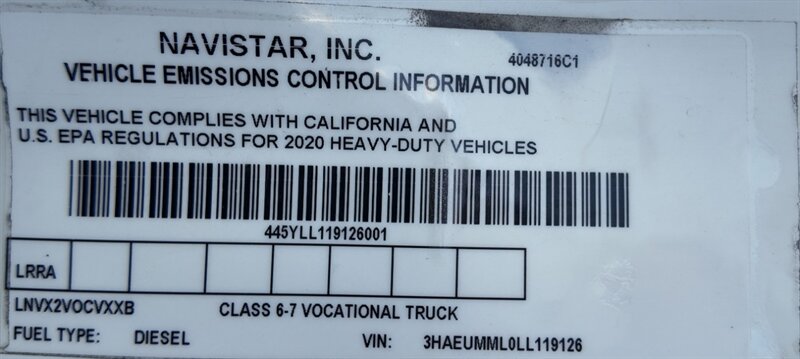 NAVISTAR, INC.
4048716C1
VEHICLE EMISSIONS CONTROL INFORMATION
THIS VEHICLE COMPLIES WITH CALIFORNIA AND
U.S. EPA REGULATIONS FOR 2020 HEAVY-DUTY VEHICLES
445YLL119126001
LRRA
LNVX2VOCVXXB CLASS 6-7 VOCATIONAL TRUCK
FUEL TYPE: DIESEL VIN: 3HAEUMML0LL119126